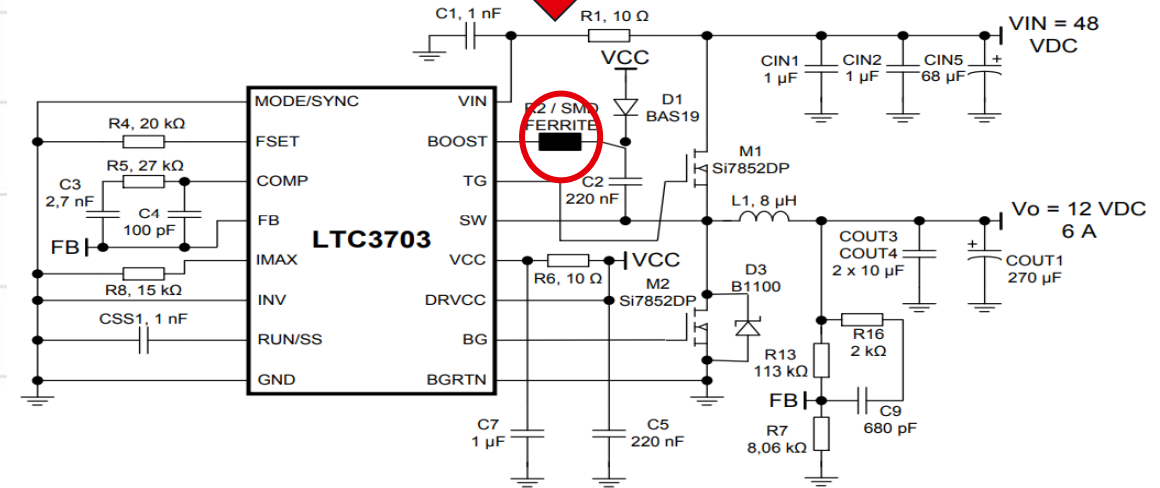 C1, 1 nF
R1, 10 Ω
VIN = 48
VDC
VCC
CIN1
1 µF
CIN2
1 µF
CIN5
68 µF
+
D1
BAS19
MODE/SYNC
VIN
R2 / SMD
FERRITE
R4, 20 kΩ
FSET
BOOST
M1
Si7852DP
R5, 27 kΩ
COMP
TG
C2
220 nF
C3
2,7 nF
C4
100 pF
L1, 8 µH
FB
SW
Vo = 12 VDC
6 A
FB
LTC3703
COUT3
COUT4
2 x 10 µF
+
COUT1
270 µF
IMAX
VCC
R6, 10 Ω
VCC
R8, 15 kΩ
M2
Si7852DP
D3
B1100
INV
DRVCC
CSS1, 1 nF
RUN/SS
BG
R16
2 kΩ
R13
113 kΩ
GND
BGRTN
FB
C9
680 pF
C7
1 µF
C5
220 nF
R7
8,06 kΩ